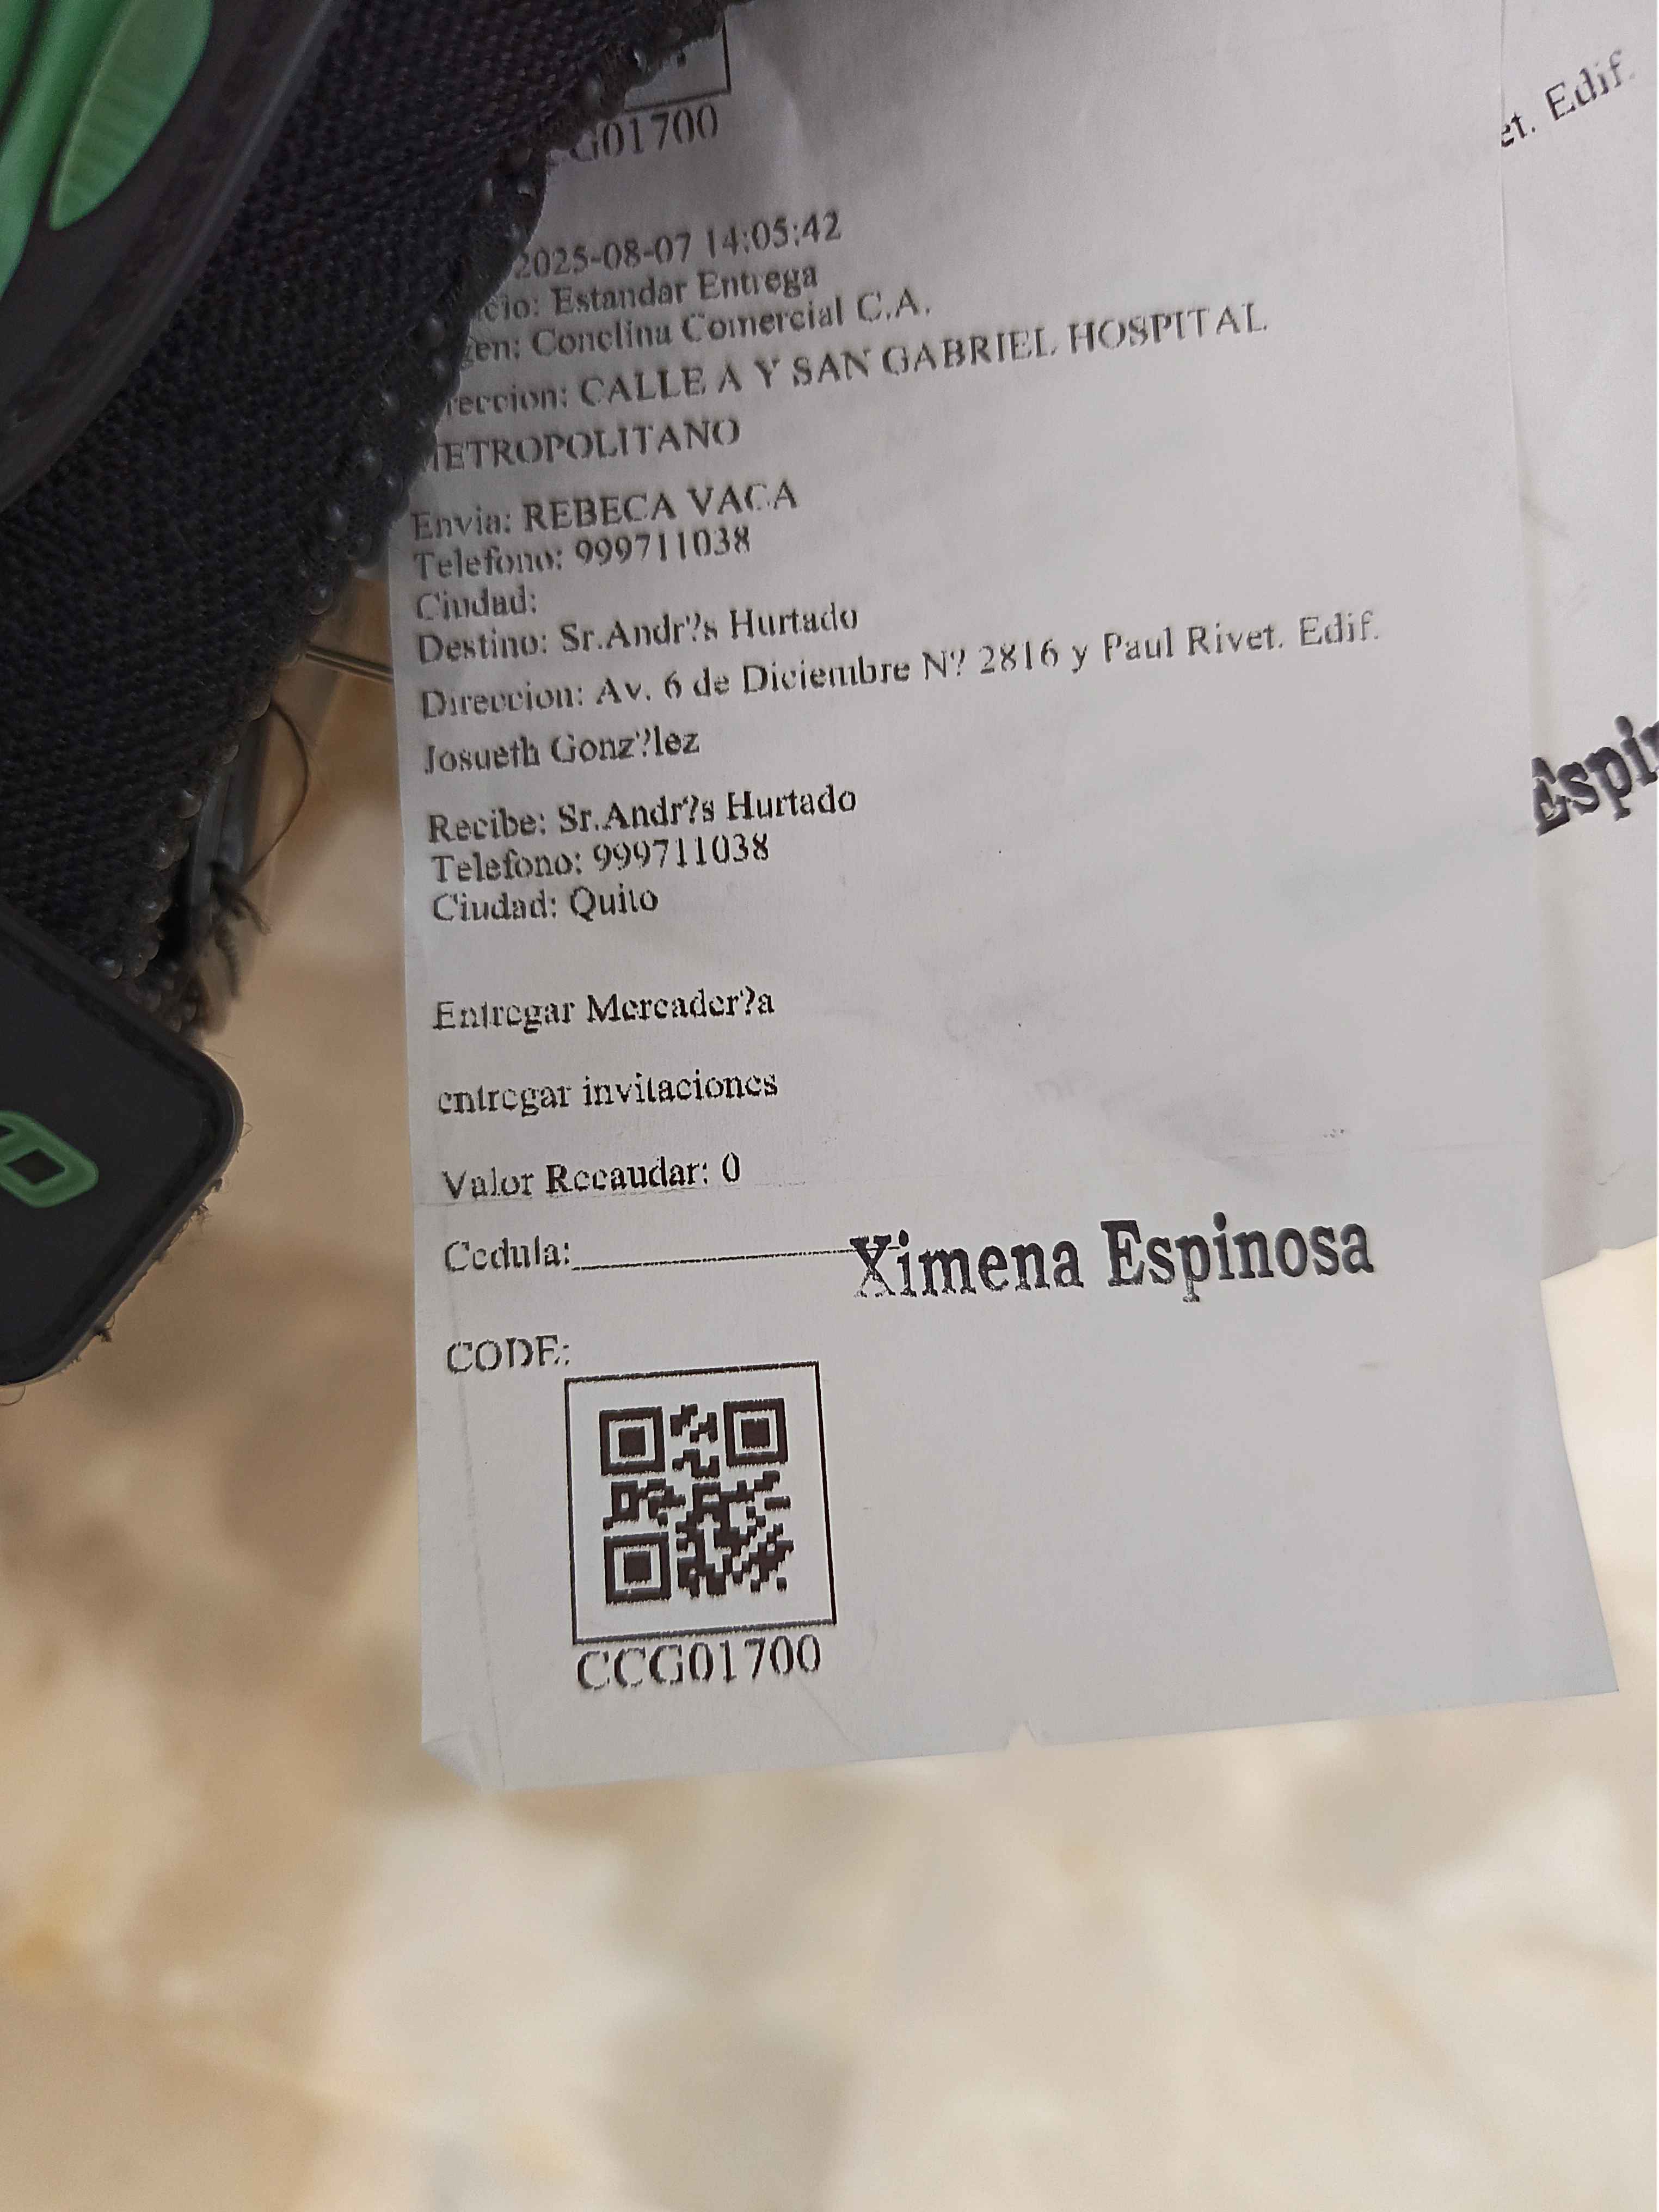 G01700
et. Edif.
2025-08-07 14:05:42
cio: Estandar Entrega
gen: Conclina Comercial C.A.
reccion: CALLE A Y SAN GABRIEL HOSPITAL
METROPOLITANO
Envia: REBECA VACA
Telefono: 999711038
Ciudad:
Destino: Sr.Andr?s Hurtado
Direccion: Av. 6 de Diciembre N? 2816 y Paul Rivet. Edif.
Josueth Gonz?lez
Espin
Recibe: Sr.Andr?s Hurtado
Telefono: 999711038
Ciudad: Quito
Entregar Mercader?a
entregar invitaciones
Valor Recaudar: 0
Cedula:
Ximena Espinosa
CODE:
CCG01700